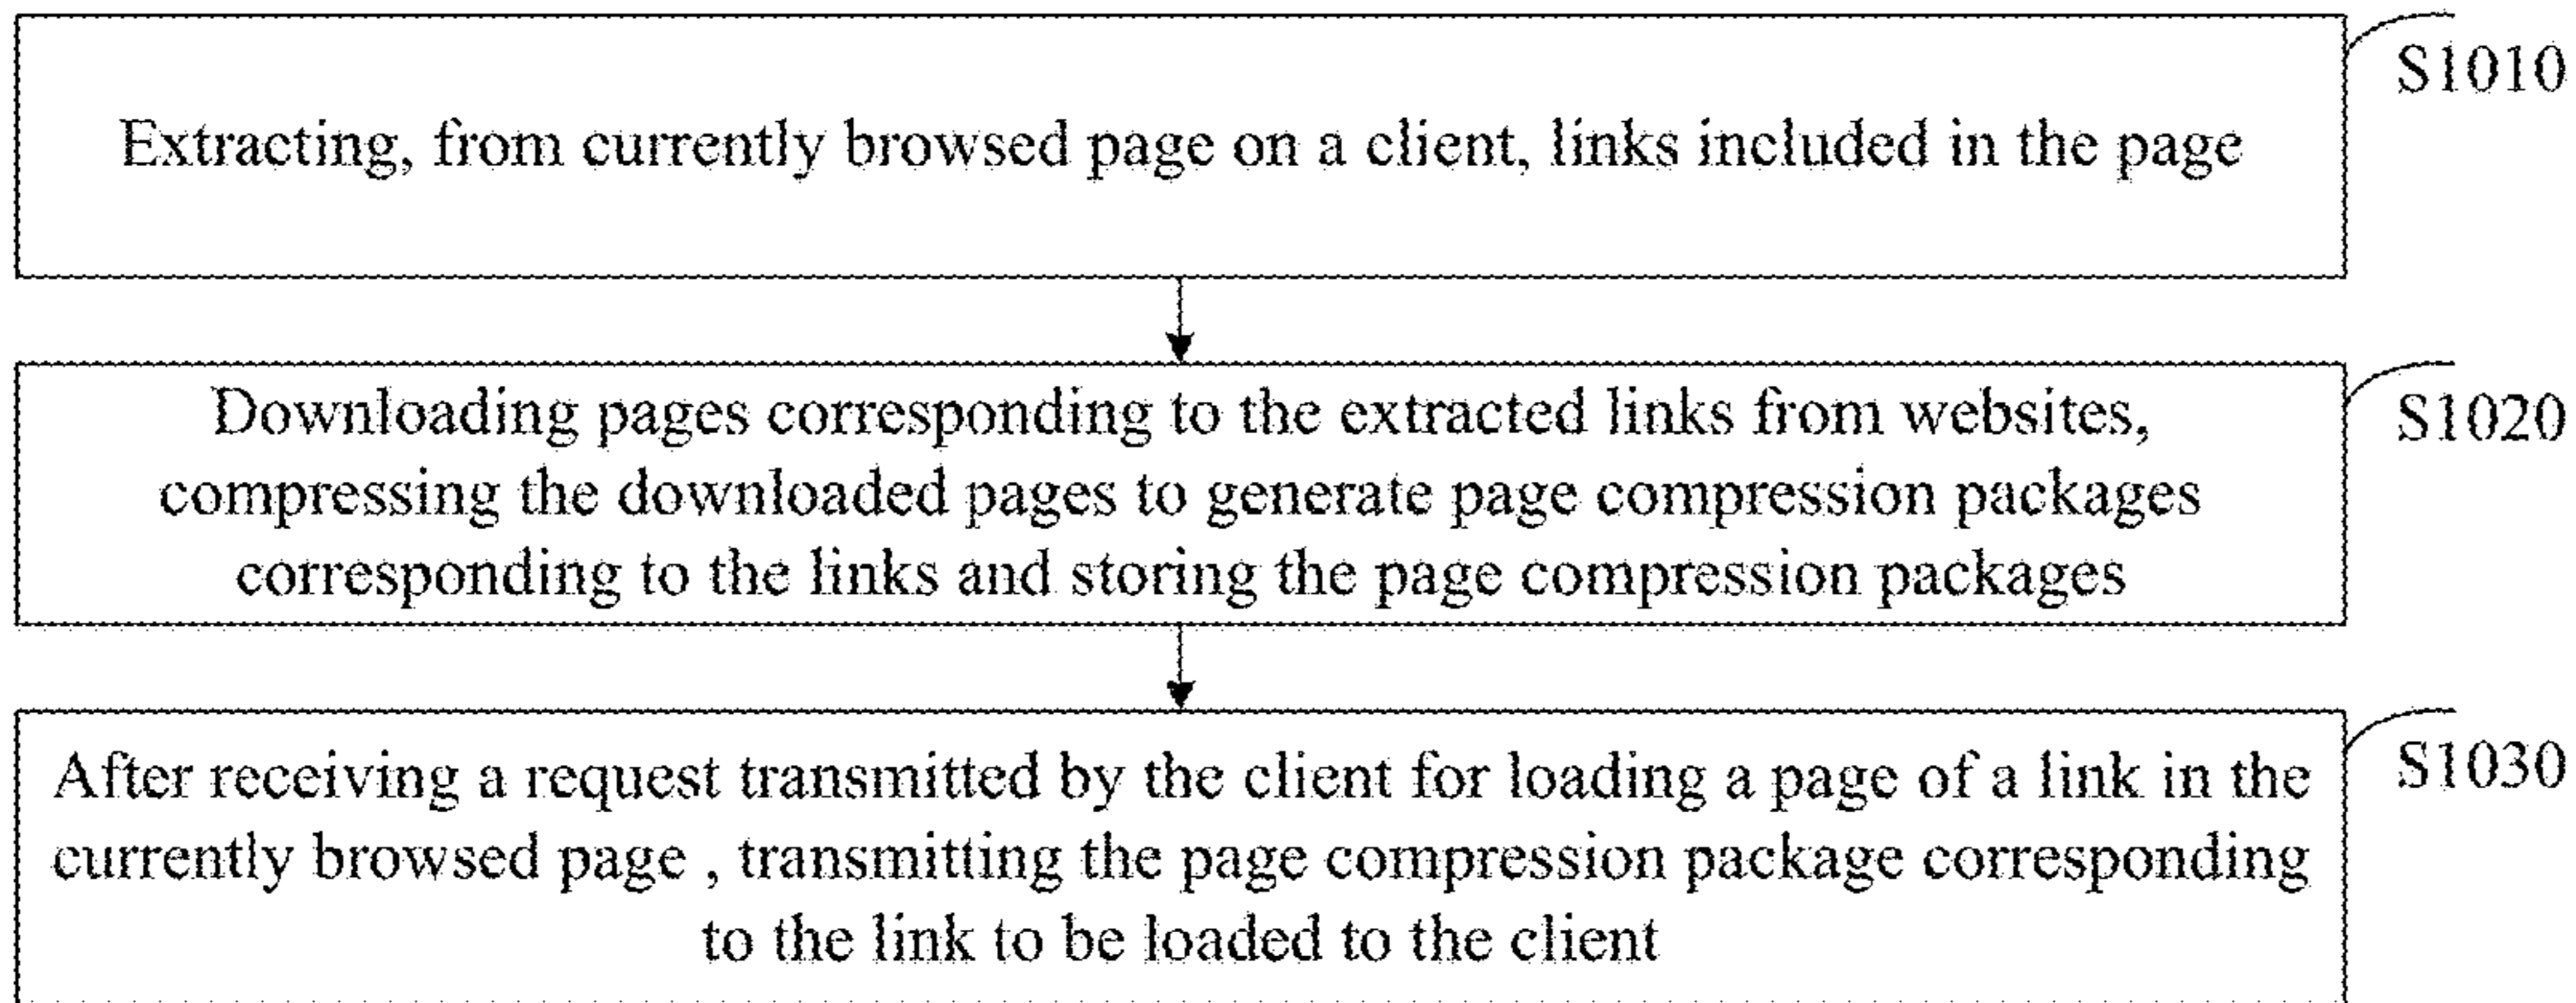 Extracting, from currently browsed page on a client, links included in the page
S1010
Downloading pages corresponding to the extracted links from websites,
compressing the downloaded pages to generate page compression packages
corresponding to the links and storing the page compression packages
S1020
After receiving a request transmitted by the client for loading a page of a link in the
currently browsed page , transmitting the page compression package corresponding
to the link to be loaded to the client
S1030